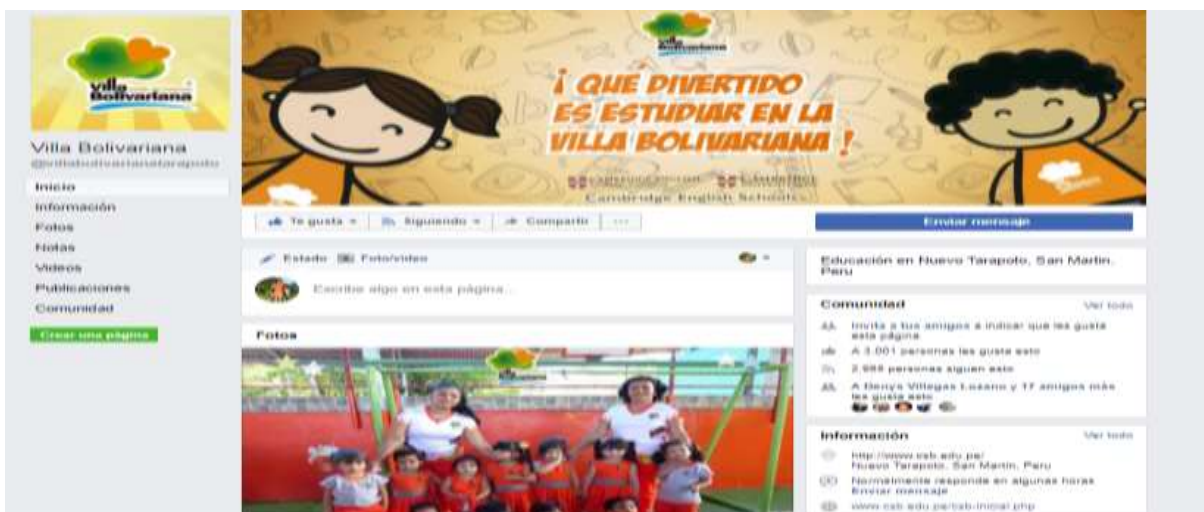 villa
Bolivariana
Villa Bolivariana
@villabolivarianatarapoto
Inicio
Información
Fotos
Notas
Videos
Publicaciones
Comunidad
Crear una página
villa
Bolivariana
¡ QUÉ DIVERTIDO
ES ESTUDIAR EN LA
VILLA BOLIVARIANA !
Cambridge English Schools
Te gusta
Siguiendo
Compartir
Enviar mensaje
Estado
Foto/video
Escribe algo en esta página...
Fotos
Educación en Nuevo Tarapoto, San Martin,
Peru
Comunidad
Ver todo
Invita a tus amigos a indicar que les gusta
esta página
A 3.001 personas les gusta esto
personas siguen esto
A Denys Villegas Lozano y 17 amigos más
les gusta esto
Información
Ver todo
http://www.csb.edu.pe/
Nuevo Tarapoto, San Martin, Peru
Normalmente responde en algunas horas
Enviar mensaje
www.csb.edu.pe/csb-inicial.php